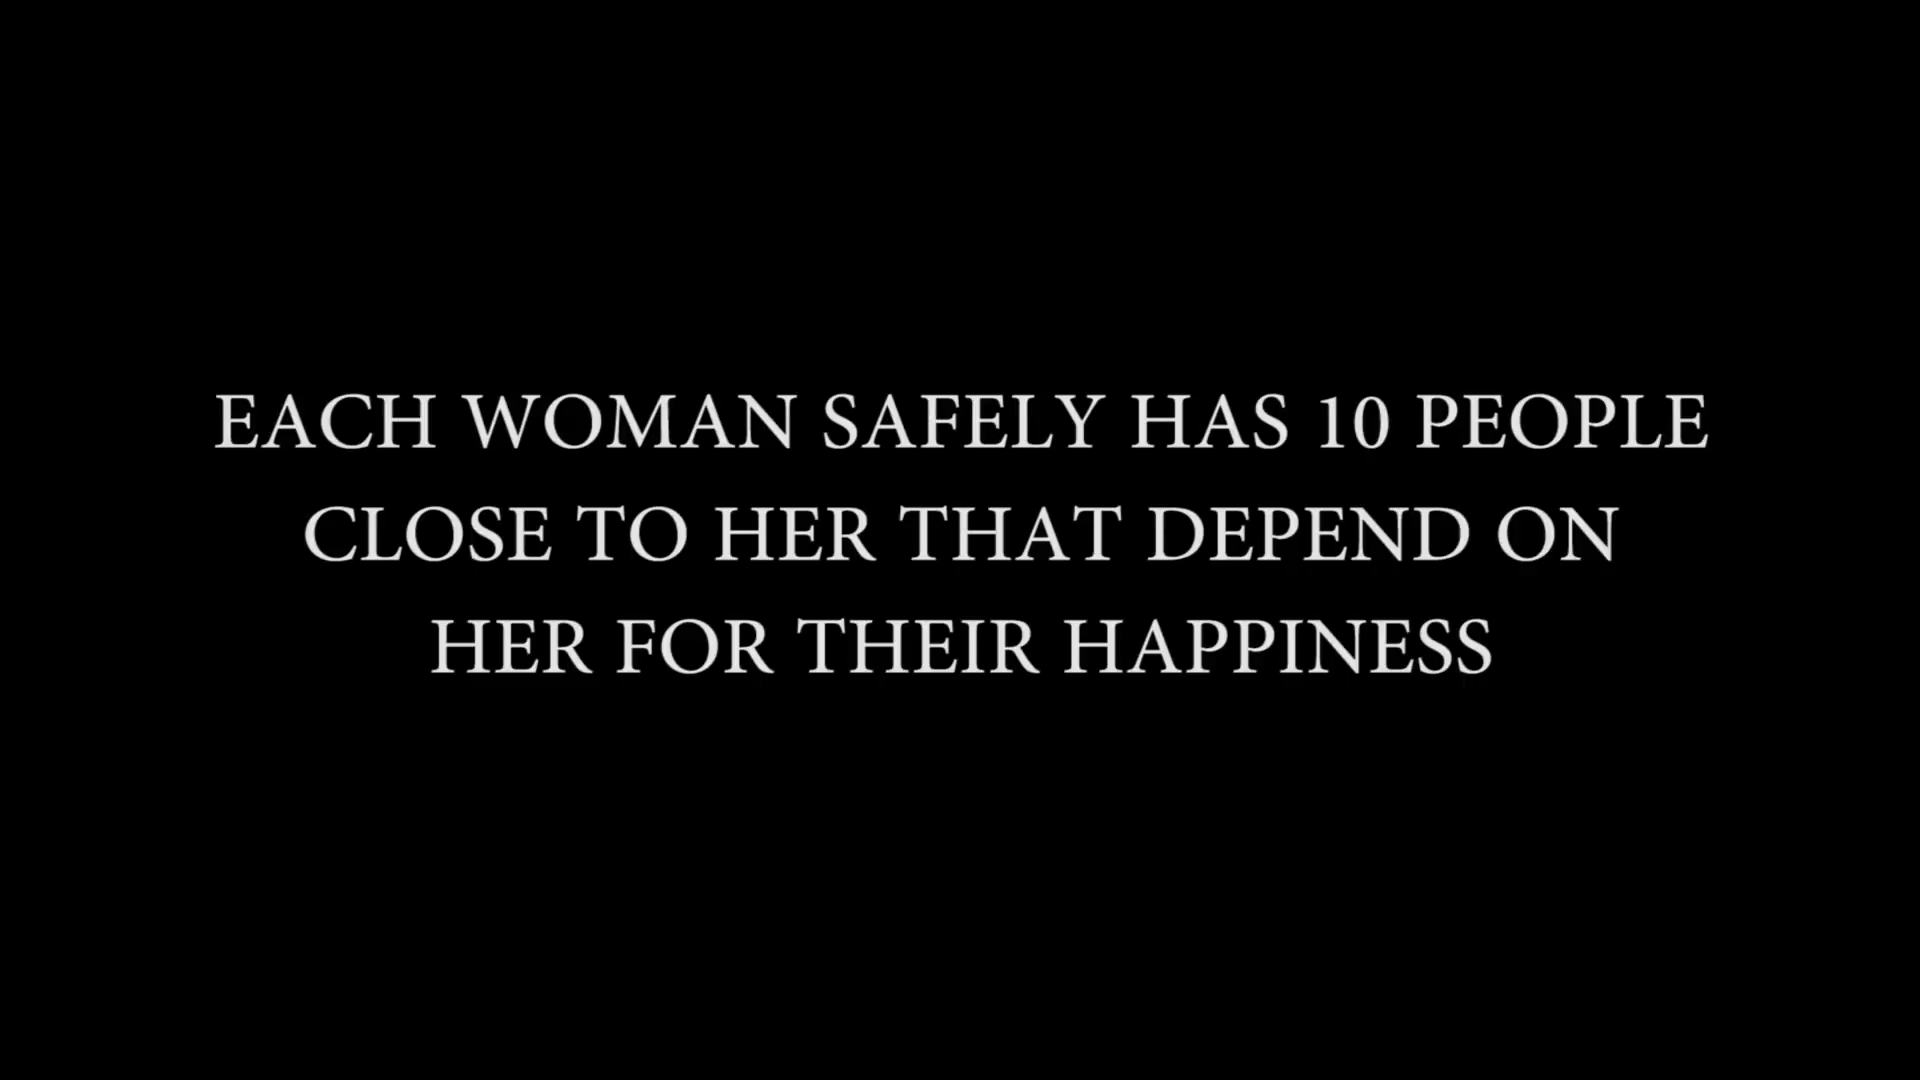 EACH WOMAN SAFELY HAS 10 PEOPLE
CLOSE TO HER THAT DEPEND ON
HER FOR THEIR HAPPINESS